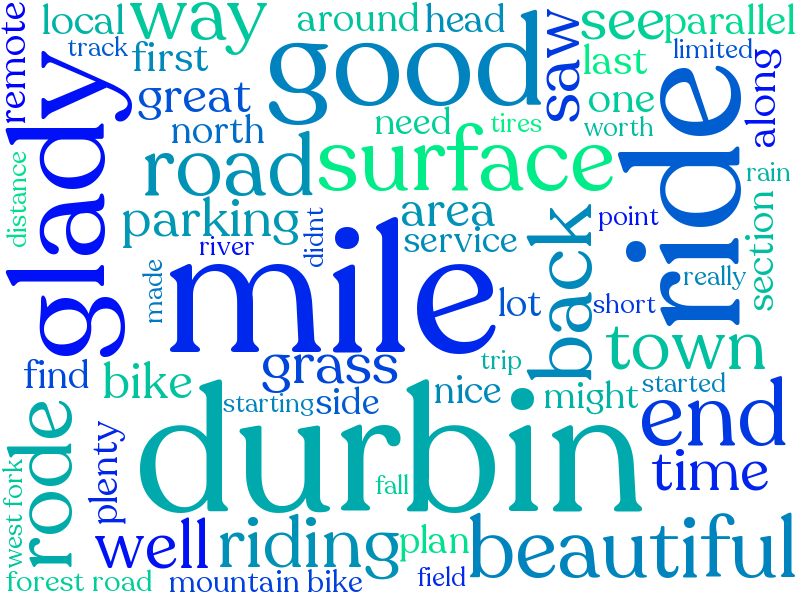 remote
local
way
track
first
around
head
good
saw
see
parallel
last
limited
along
great
north
need
tires
one
worth
glady
road
surface
ride
rain
distance
parking
area
service
point
section
river
didnt
made
mile
back
really
lot
short
town
find
bike
grass
trip
nice
might
started
starting
side
durbin
end
time
rode
plenty
west fork
fall
well
riding
plan
beautiful
forest road
mountain bike
field